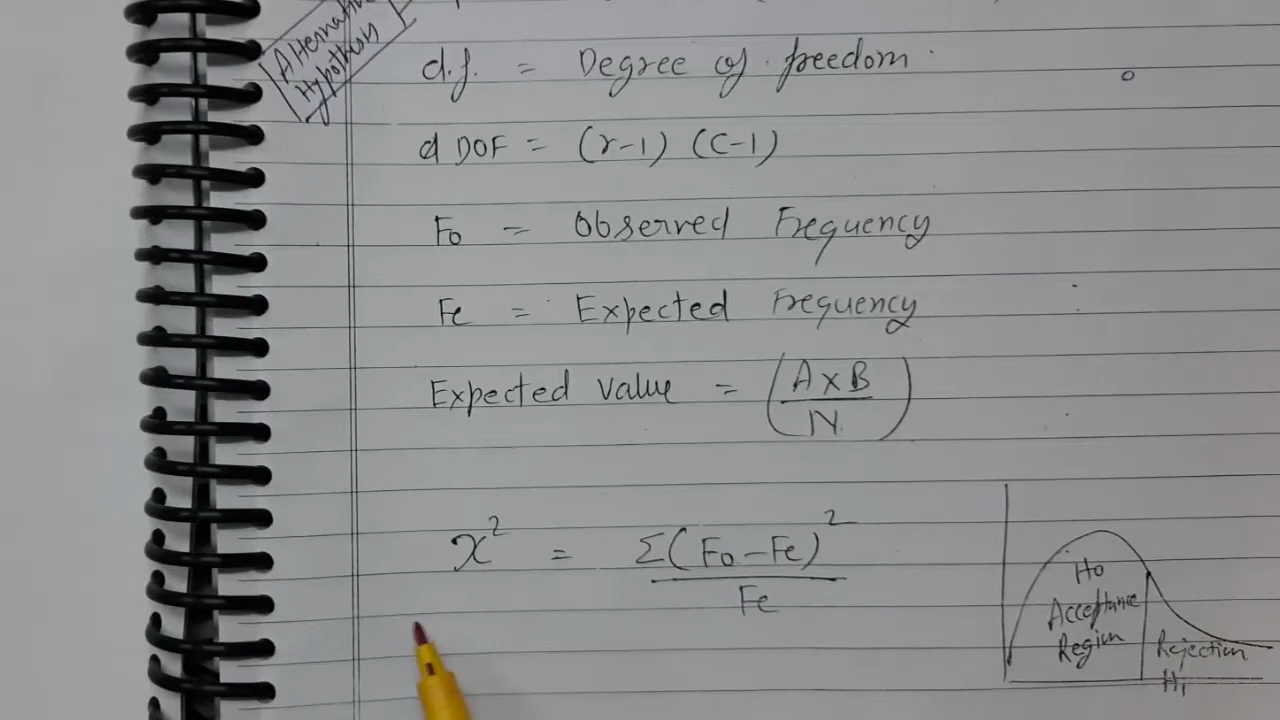 Alternative
Hypothesis
d.f. = Degree of freedom.
d DOF = (r-1) (C-1)
Fo = Observed Frequency
Fe = Expected Frequency
Expected Value = (A×B / N)
x² = Σ(Fo-Fe)² / Fe
Ho
Acceptance
Region
Rejection
H₁